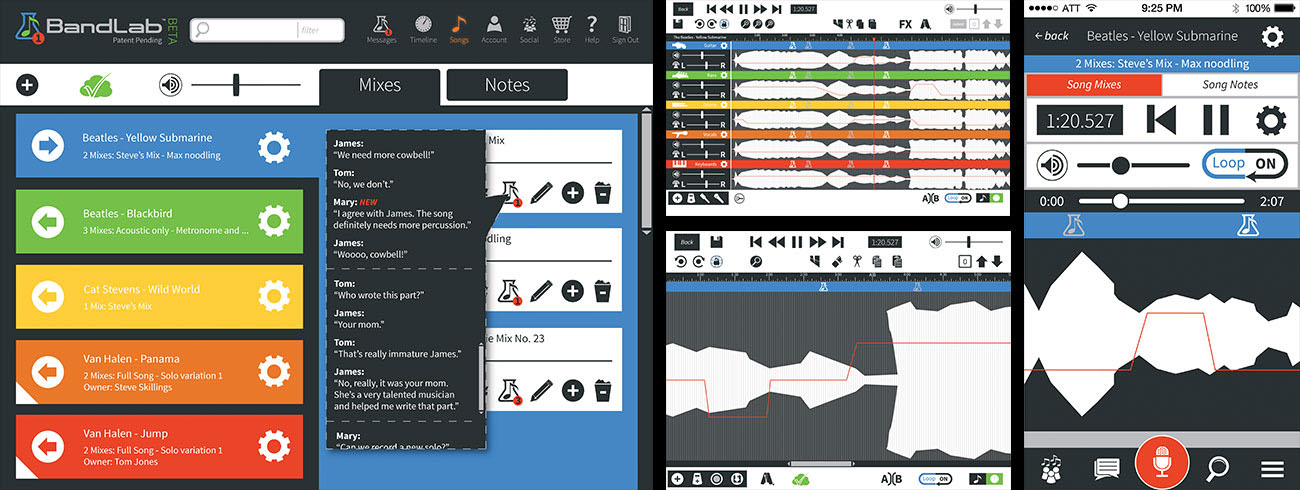 BandLab™ BETA
Patent Pending
1
filter
Messages
Timeline
Songs
Account
Social
Store
Help
Sign Out
Mixes
Notes
Beatles - Yellow Submarine
2 Mixes: Steve's Mix - Max noodling
Beatles - Blackbird
3 Mixes: Acoustic only - Metronome and ...
Cat Stevens - Wild World
1 Mix: Steve's Mix
Van Halen - Panama
2 Mixes: Full Song - Solo variation 1
Owner: Steve Skillings
Van Halen - Jump
2 Mixes: Full Song - Solo variation 1
Owner: Tom Jones
James:
“We need more cowbell!”
Tom:
“No, we don’t.”
Mary: NEW
“I agree with James. The song
definitely needs more percussion.”
James:
“Woooo, cowbell!”
Tom:
“Who wrote this part?”
James:
“Your mom.”
Tom:
“That’s really immature James.”
James:
“No, really, it was your mom.
She’s a very talented musician
and helped me write that part.”
Mary:
“Can we record a new solo?”
Mix
1
dling
1
e Mix No. 23
3
Back
1:20.527
FX
The Beatles - Yellow Submarine
Guitar
L R
Bass
L R
Drums
L R
Vocals
L R
Keyboards
L R
A)(B
Loop ON
Back
1:20.527
0
A)(B
Loop ON
ATT
9:25 PM
100%
back
Beatles - Yellow Submarine
2 Mixes: Steve's Mix - Max noodling
Song Mixes
Song Notes
1:20.527
Loop ON
0:00
2:07